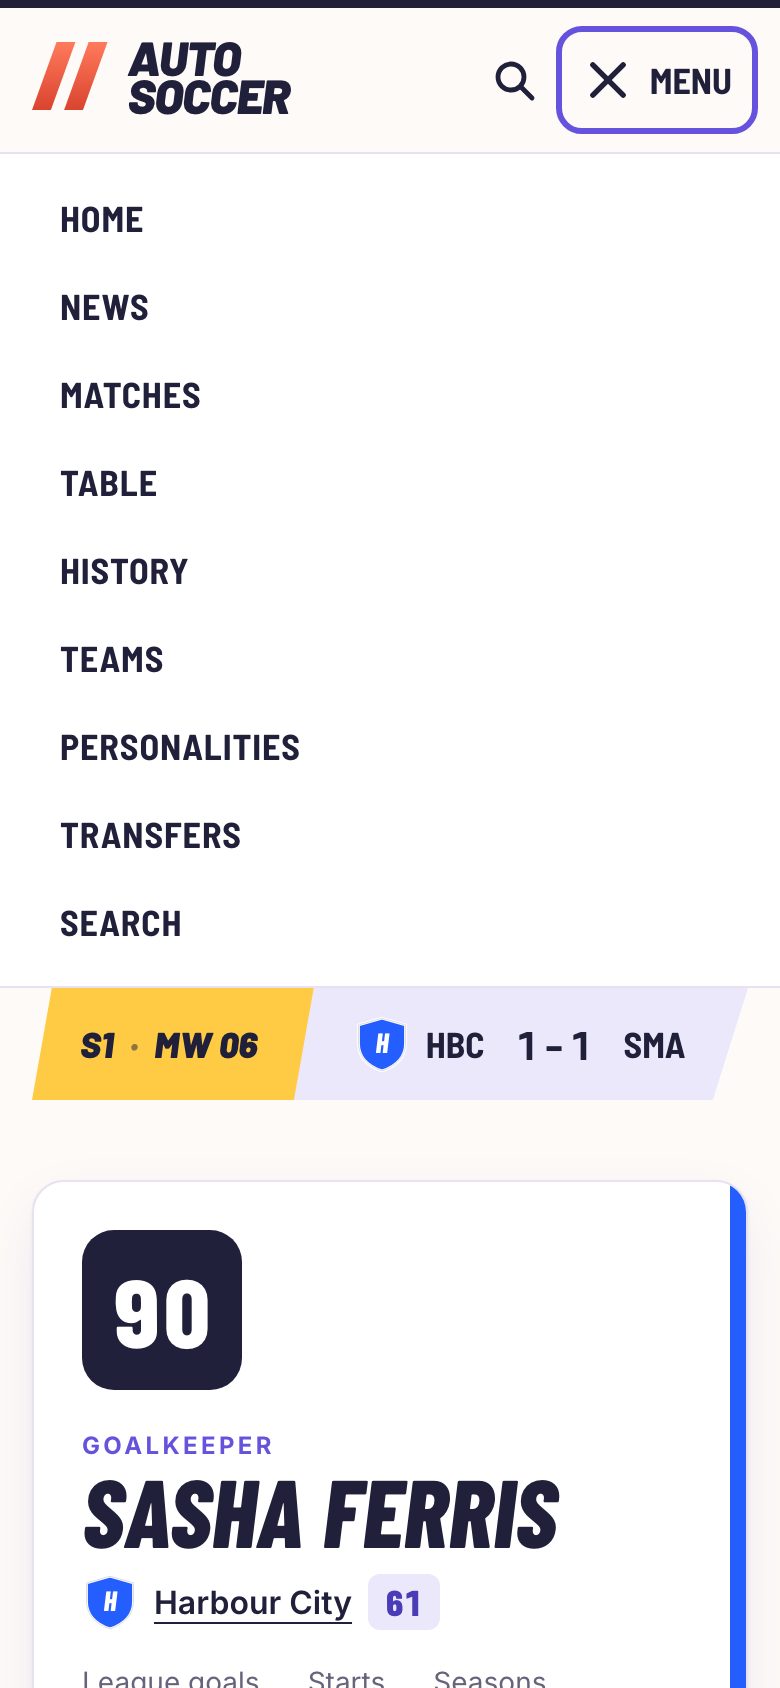 AUTO
SOCCER
MENU
HOME
NEWS
MATCHES
TABLE
HISTORY
TEAMS
PERSONALITIES
TRANSFERS
SEARCH
S1 • MW 06 H HBC 1 – 1 SMA
90
GOALKEEPER
SASHA FERRIS
H Harbour City 61
League goals Starts Seasons